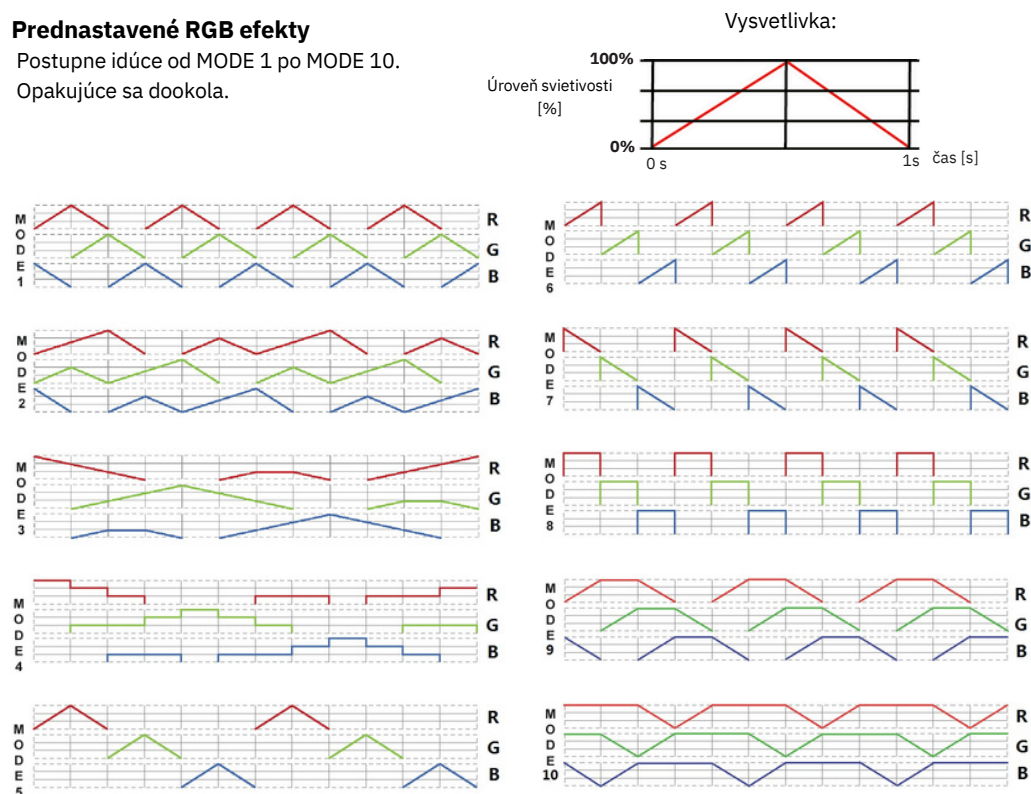 Prednastavené RGB efekty
Postupne idúce od MODE 1 po MODE 10.
Opakujúce sa dookola.
Vysvetlivka:
100%
Úroveň svietivosti
[%]
0%
0 s
1s
čas [s]
MODE 1
R
G
B
MODE 2
R
G
B
MODE 3
R
G
B
MODE 4
R
G
B
MODE 5
R
G
B
MODE 6
R
G
B
MODE 7
R
G
B
MODE 8
R
G
B
MODE 9
R
G
B
MODE 10
R
G
B